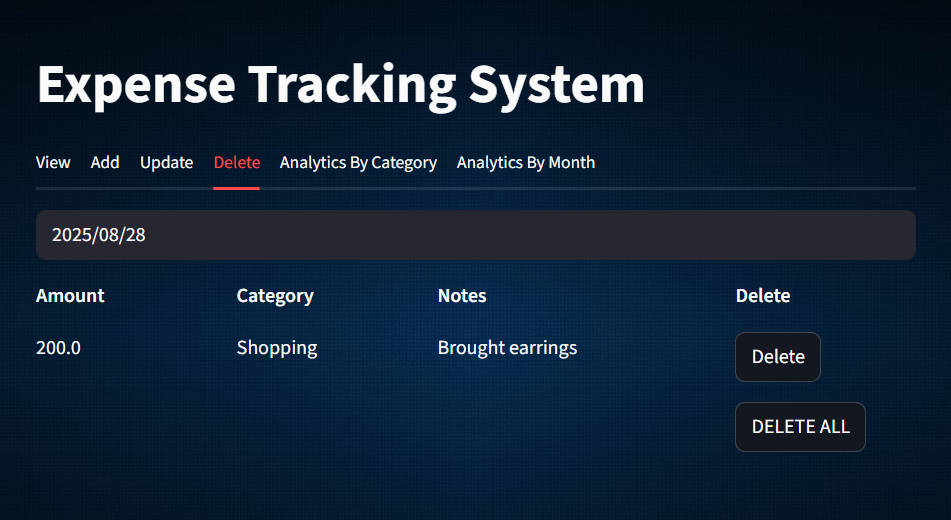 Expense Tracking System
View Add Update Delete Analytics By Category Analytics By Month
2025/08/28
Amount Category Notes Delete
200.0 Shopping Brought earrings Delete
DELETE ALL